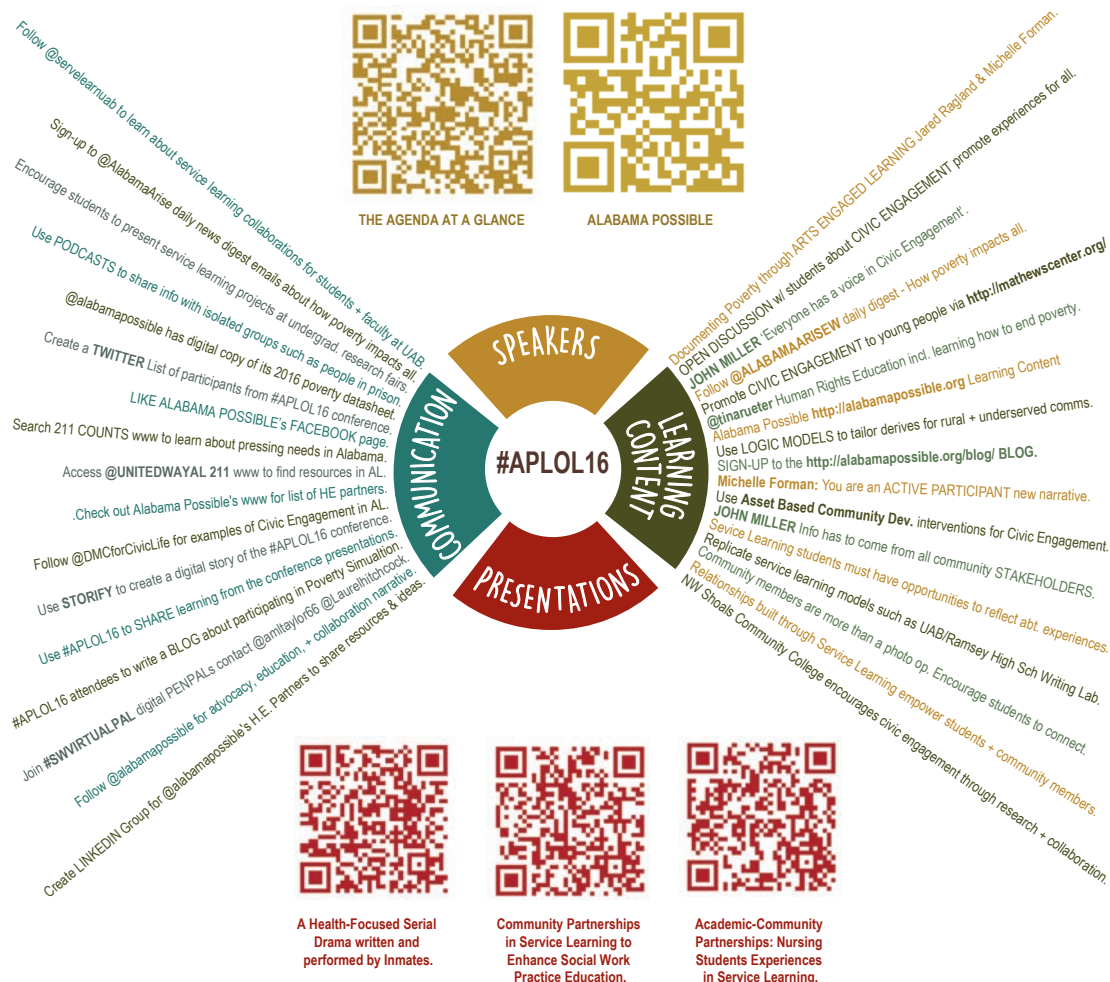 THE AGENDA AT A GLANCE
ALABAMA POSSIBLE
Follow @servelearnuab to learn about service learning collaborations for students + faculty at UAB.
Sign-up to @AlabamaArise daily news digest emails about how poverty impacts all.
Encourage students to present service learning projects at undergrad. research fairs.
Use PODCASTS to share info with isolated groups such as people in prison.
@alabamapossible has digital copy of its 2016 poverty datasheet.
Create a TWITTER List of participants from #APLOL16 conference.
LIKE ALABAMA POSSIBLE's FACEBOOK page.
Search 211 COUNTS www to learn about pressing needs in Alabama.
Access @UNITEDWAYAL 211 www to find resources in AL.
.Check out Alabama Possible's www for list of HE partners.
Follow @DMCforCivicLife for examples of Civic Engagement in AL.
Use STORIFY to create a digital story of the #APLOL16 conference.
Use #APLOL16 to SHARE learning from the conference presentations.
#APLOL16 attendees to write a BLOG about participating in Poverty Simualtion.
Join #SWVIRTUALPAL digital PENPALs contact @amltaylor66 @Laurelhitchcock.
Follow @alabamapossible for advocacy, education, + collaboration narrative.
Create LINKEDIN Group for @alabamapossible's H.E. Partners to share resources & ideas.
SPEAKERS
COMMUNICATION
#APLOL16
LEARNING
CONTENT
PRESENTATIONS
Documenting Poverty through ARTS ENGAGED LEARNING Jared Ragland & Michelle Forman.
OPEN DISCUSSION w/ students about CIVIC ENGAGEMENT promote experiences for all.
JOHN MILLER 'Everyone has a voice in Civic Engagement'.
Follow @ALABAMAARiSEW daily digest - How poverty impacts all.
Promote CIVIC ENGAGEMENT to young people via http://mathewscenter.org/
@tinarueter Human Rights Education incl. learning how to end poverty.
Alabama Possible http://alabamapossible.org Learning Content
Use LOGIC MODELS to tailor derives for rural + underserved comms.
SIGN-UP to the http://alabamapossible.org/blog/ BLOG.
Michelle Forman: You are an ACTIVE PARTICIPANT new narrative.
Use Asset Based Community Dev. interventions for Civic Engagement.
JOHN MILLER Info has to come from all community STAKEHOLDERS.
Sevice Learning students must have opportunities to reflect abt. experiences.
Replicate service learning models such as UAB/Ramsey High Sch Writing Lab.
Community members are more than a photo op. Encourage students to connect.
Relationships built through Service Learning empower students + community members.
NW Shoals Community College encourages civic engagement through research + collaboration.
A Health-Focused Serial
Drama written and
performed by Inmates.
Community Partnerships
in Service Learning to
Enhance Social Work
Practice Education.
Academic-Community
Partnerships: Nursing
Students Experiences
in Service Learning.